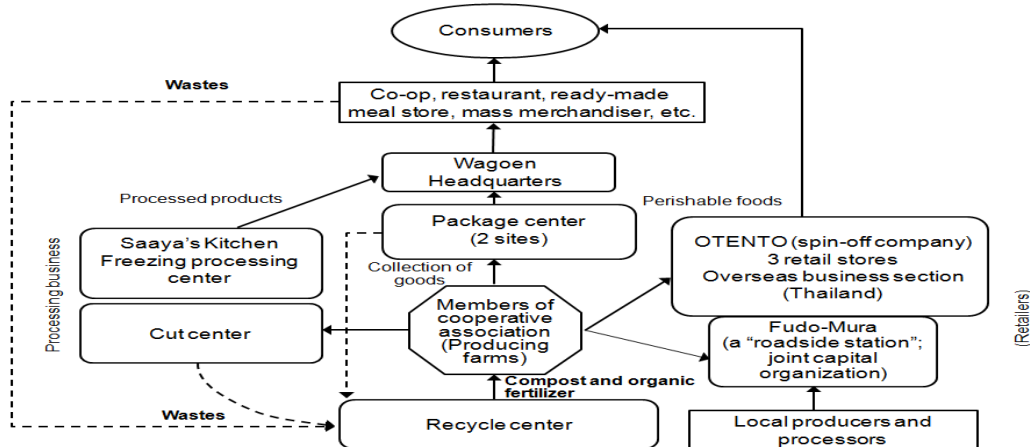 Consumers
Wastes
Co-op, restaurant, ready-made
meal store, mass merchandiser, etc.
Wagoen
Headquarters
Processed products
Perishable foods
Package center
(2 sites)
Saaya's Kitchen
Freezing processing
center
OTENTO (spin-off company)
3 retail stores
Overseas business section
(Thailand)
Collection of
goods
Processing business
(Retailers)
Members of
cooperative
association
(Producing
farms)
Cut center
Fudo-Mura
(a "roadside station";
joint capital
organization)
Compost and organic
fertilizer
Wastes
Recycle center
Local producers and
processors